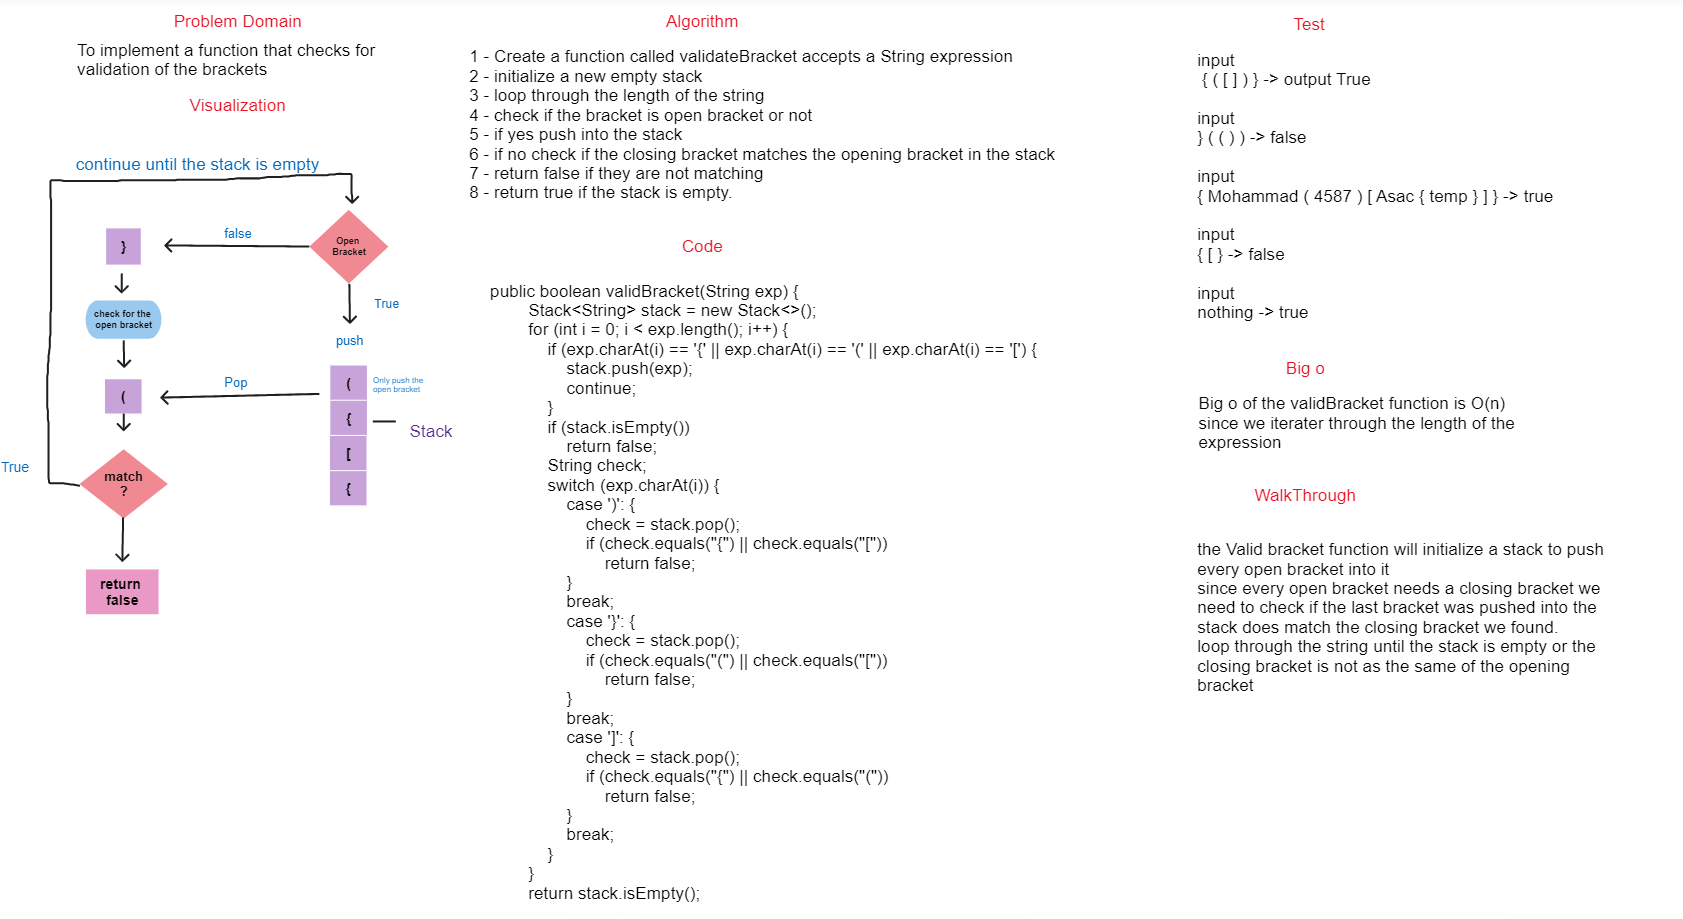 Problem Domain
To implement a function that checks for
validation of the brackets
Visualization
continue until the stack is empty
Open
Bracket
false
}
True
check for the
open bracket
push
Pop
(
(
Only push the
open bracket
{
Stack
[
{
True
match
?
return
false
Algorithm
1 - Create a function called validateBracket accepts a String expression
2 - initialize a new empty stack
3 - loop through the length of the string
4 - check if the bracket is open bracket or not
5 - if yes push into the stack
6 - if no check if the closing bracket matches the opening bracket in the stack
7 - return false if they are not matching
8 - return true if the stack is empty.
Code
public boolean validBracket(String exp) {
Stack<String> stack = new Stack<>();
for (int i = 0; i < exp.length(); i++) {
if (exp.charAt(i) == '{' || exp.charAt(i) == '(' || exp.charAt(i) == '[') {
stack.push(exp);
continue;
}
if (stack.isEmpty())
return false;
String check;
switch (exp.charAt(i)) {
case ')': {
check = stack.pop();
if (check.equals("{") || check.equals("["))
return false;
}
break;
case '}': {
check = stack.pop();
if (check.equals("(") || check.equals("["))
return false;
}
break;
case ']': {
check = stack.pop();
if (check.equals("{") || check.equals("("))
return false;
}
break;
}
}
return stack.isEmpty();
Test
input
{ ( [ ] ) } -> output True
input
} ( ( ) ) -> false
input
{ Mohammad ( 4587 ) [ Asac { temp } ] } -> true
input
{ [ } -> false
input
nothing -> true
Big o
Big o of the validBracket function is O(n)
since we iterater through the length of the
expression
WalkThrough
the Valid bracket function will initialize a stack to push
every open bracket into it
since every open bracket needs a closing bracket we
need to check if the last bracket was pushed into the
stack does match the closing bracket we found.
loop through the string until the stack is empty or the
closing bracket is not as the same of the opening
bracket